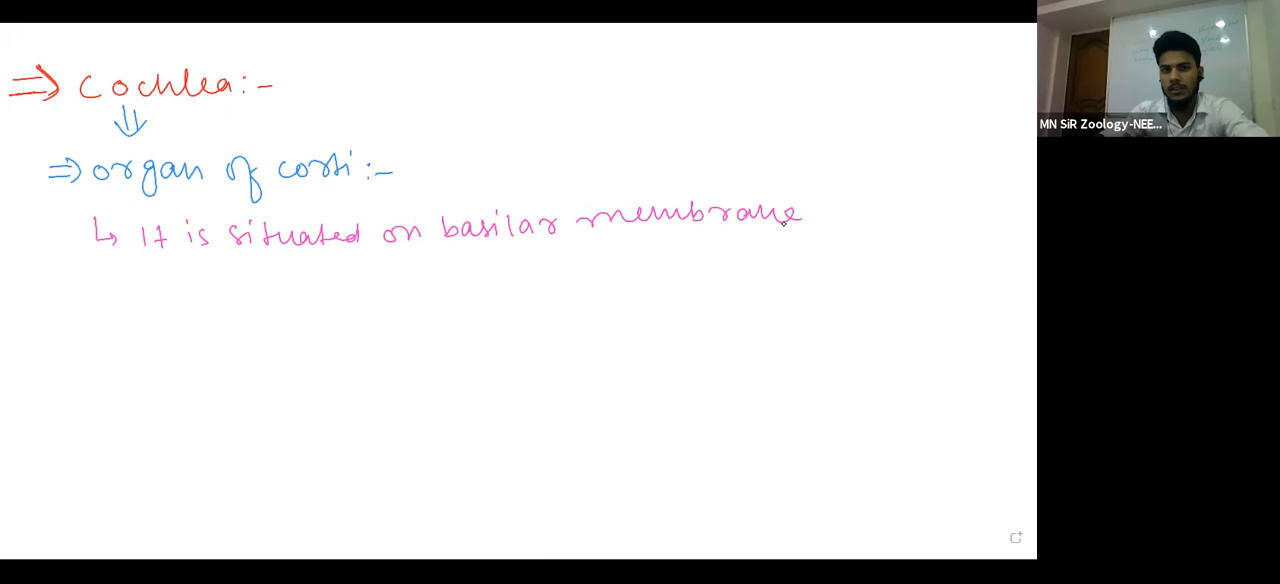 ⇒ Cochlea:-
⇓
⇒ organ of corti :-
↳ It is situated on basilar membrane
MN SiR Zoology-NEE...